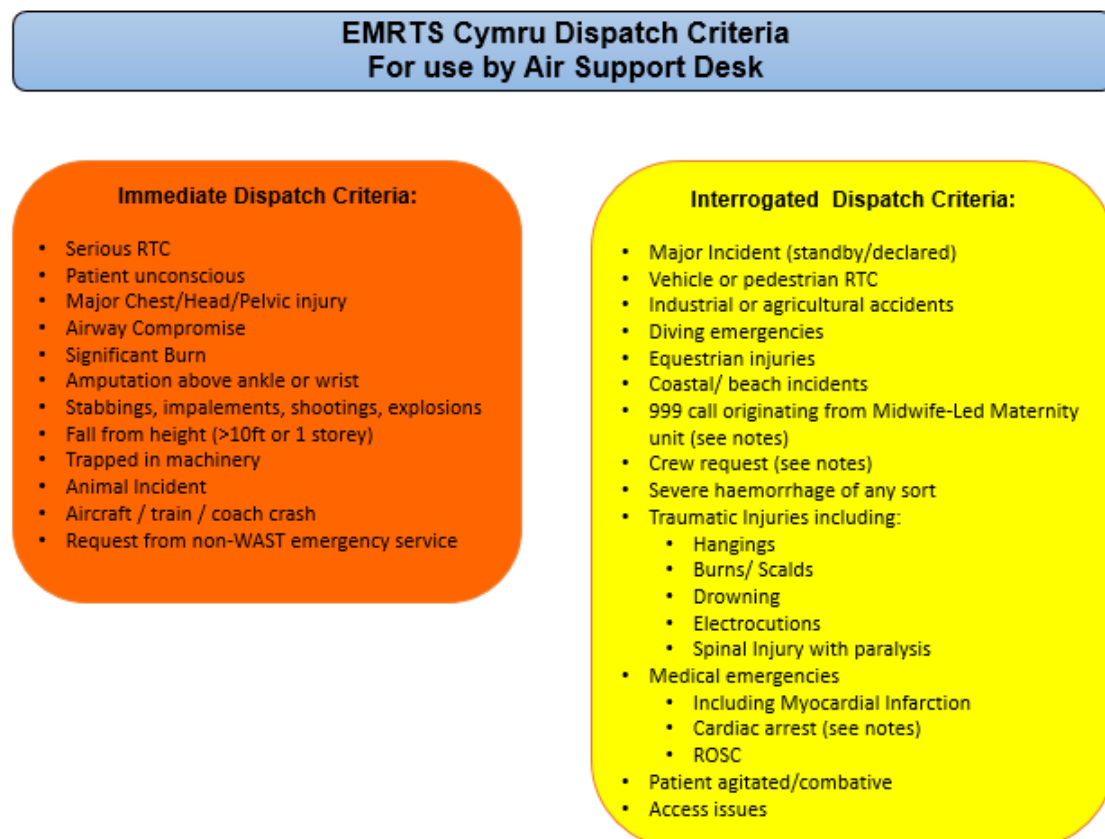 EMRTS Cymru Dispatch Criteria
For use by Air Support Desk
Immediate Dispatch Criteria:
• Serious RTC
• Patient unconscious
• Major Chest/Head/Pelvic injury
• Airway Compromise
• Significant Burn
• Amputation above ankle or wrist
• Stabbings, impalements, shootings, explosions
• Fall from height (>10ft or 1 storey)
• Trapped in machinery
• Animal Incident
• Aircraft / train / coach crash
• Request from non-WAST emergency service
Interrogated  Dispatch Criteria:
• Major Incident (standby/declared)
• Vehicle or pedestrian RTC
• Industrial or agricultural accidents
• Diving emergencies
• Equestrian injuries
• Coastal/ beach incidents
• 999 call originating from Midwife-Led Maternity
unit (see notes)
• Crew request (see notes)
• Severe haemorrhage of any sort
• Traumatic Injuries including:
• Hangings
• Burns/ Scalds
• Drowning
• Electrocutions
• Spinal Injury with paralysis
• Medical emergencies
• Including Myocardial Infarction
• Cardiac arrest (see notes)
• ROSC
• Patient agitated/combative
• Access issues